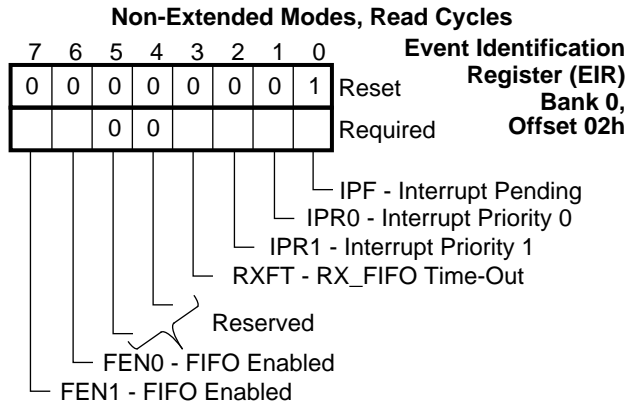 Non-Extended Modes, Read Cycles
Event Identification
Register (EIR)
Bank 0,
Offset 02h
7 6 5 4 3 2 1 0
0 0 0 0 0 0 0 1 Reset
0 0 Required
IPF - Interrupt Pending
IPR0 - Interrupt Priority 0
IPR1 - Interrupt Priority 1
RXFT - RX_FIFO Time-Out
Reserved
FEN0 - FIFO Enabled
FEN1 - FIFO Enabled